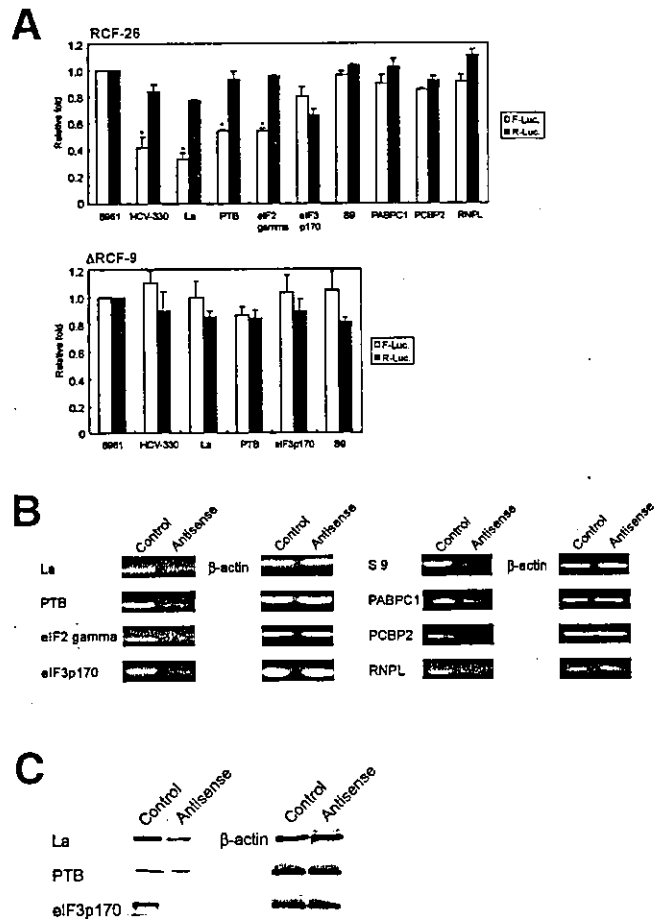 A
RCF-26
Relative fold
1.2
1.0
0.8
0.6
0.4
0.2
0
HCV-330
La
PTB
eIF2 gamma
eIF3 p170
S9
PABPC1
PCBP2
RNPL
F-Luc.
R-Luc.
ΔRCF-9
Relative fold
1.2
1.0
0.8
0.6
0.4
0.2
0
HCV-330
La
PTB
eIF3p170
S9
F-Luc.
R-Luc.
B
Control Antisense Control Antisense Control Antisense Control Antisense
La β-actin S 9 β-actin
PTB PABPC1
eIF2 gamma PCBP2
eIF3p170 RNPL
C
Control Antisense Control Antisense
La β-actin
PTB
eIF3p170